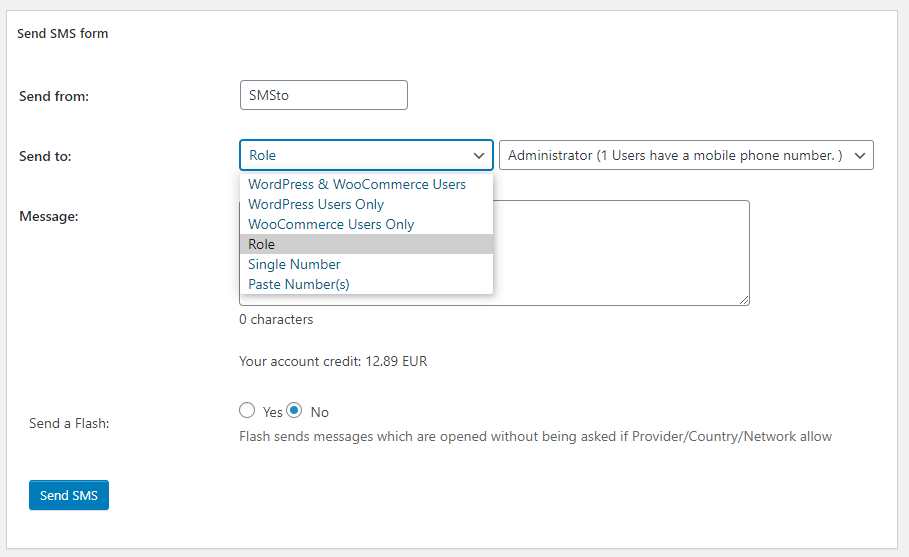 Send SMS form
Send from:
SMSto
Send to:
Role
Administrator (1 Users have a mobile phone number. )
WordPress & WooCommerce Users
WordPress Users Only
WooCommerce Users Only
Role
Single Number
Paste Number(s)
Message:
0 characters
Your account credit: 12.89 EUR
Send a Flash:
Yes No
Flash sends messages which are opened without being asked if Provider/Country/Network allow
Send SMS